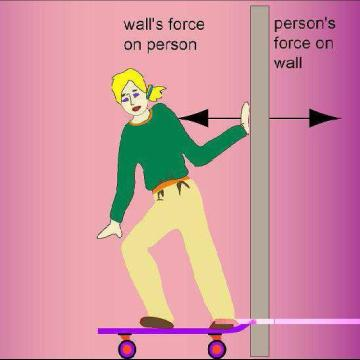 wall's force
on person
person's
force on
wall